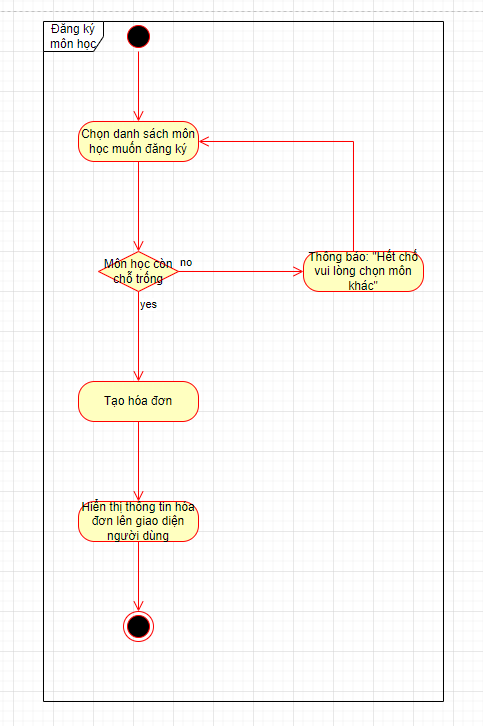 Đăng ký
môn học
Chọn danh sách môn
học muốn đăng ký
Môn học còn
chỗ trống
no
Thông báo: "Hết chỗ
vui lòng chọn môn
khác"
yes
Tạo hóa đơn
Hiển thị thông tin hóa
đơn lên giao diện
người dùng